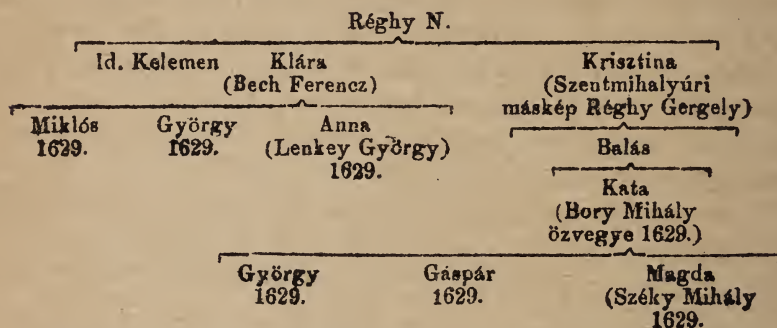 Réghy N.
Id. Kelemen Klára Krisztina
(Bech Ferencz) (Szentmihalyúri
máskép Réghy Gergely)
Miklós György Anna
1629. 1629. (Lenkey György) Balás
1629.
Kata
(Bory Mihály
özvegye 1629.)
György Gáspár Magda
1629. 1629. (Széky Mihály
1629.